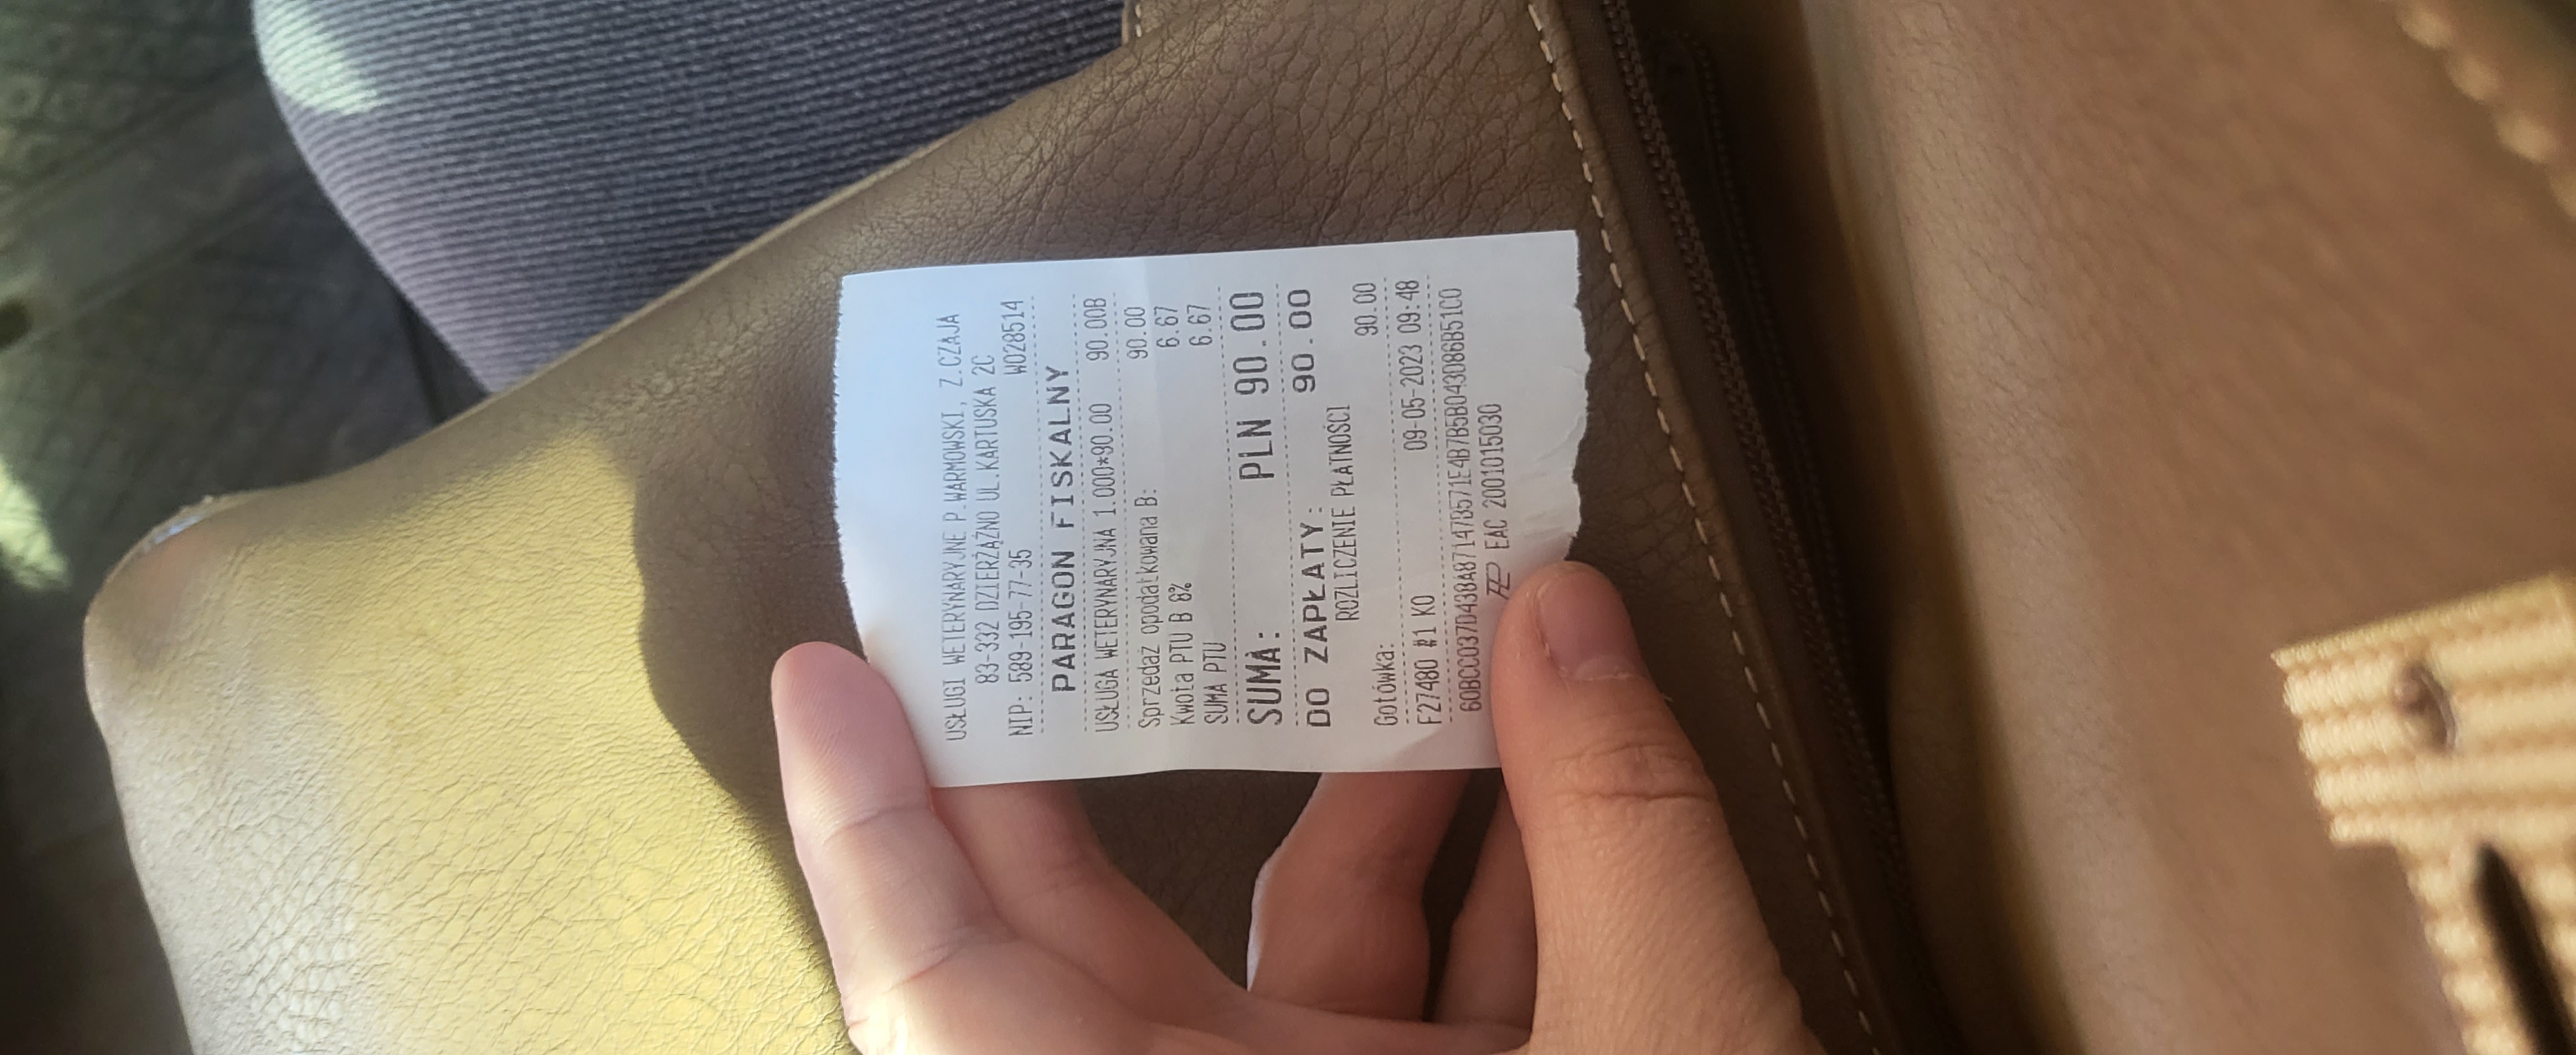 USŁUGI WETERYNARYJNE P.WARMOWSKI, Z.CZAJA
83-332 DZIERŻĄŻNO UL.KARTUSKA 2C
NIP: 589-195-77-35 W028514
PARAGON FISKALNY
USŁUGA WETERYNARYJNA 1.000*90.00 90.00B
Sprzedaż opodatkowana B: 90.00
Kwota PTU B 8% 6.67
SUMA PTU 6.67
SUMA: PLN 90.00
DO ZAPŁATY: 90.00
ROZLICZENIE PŁATNOŚCI
Gotówka: 90.00
F27480 #1 KO 09-05-2023 09:48
EAC 2001015030